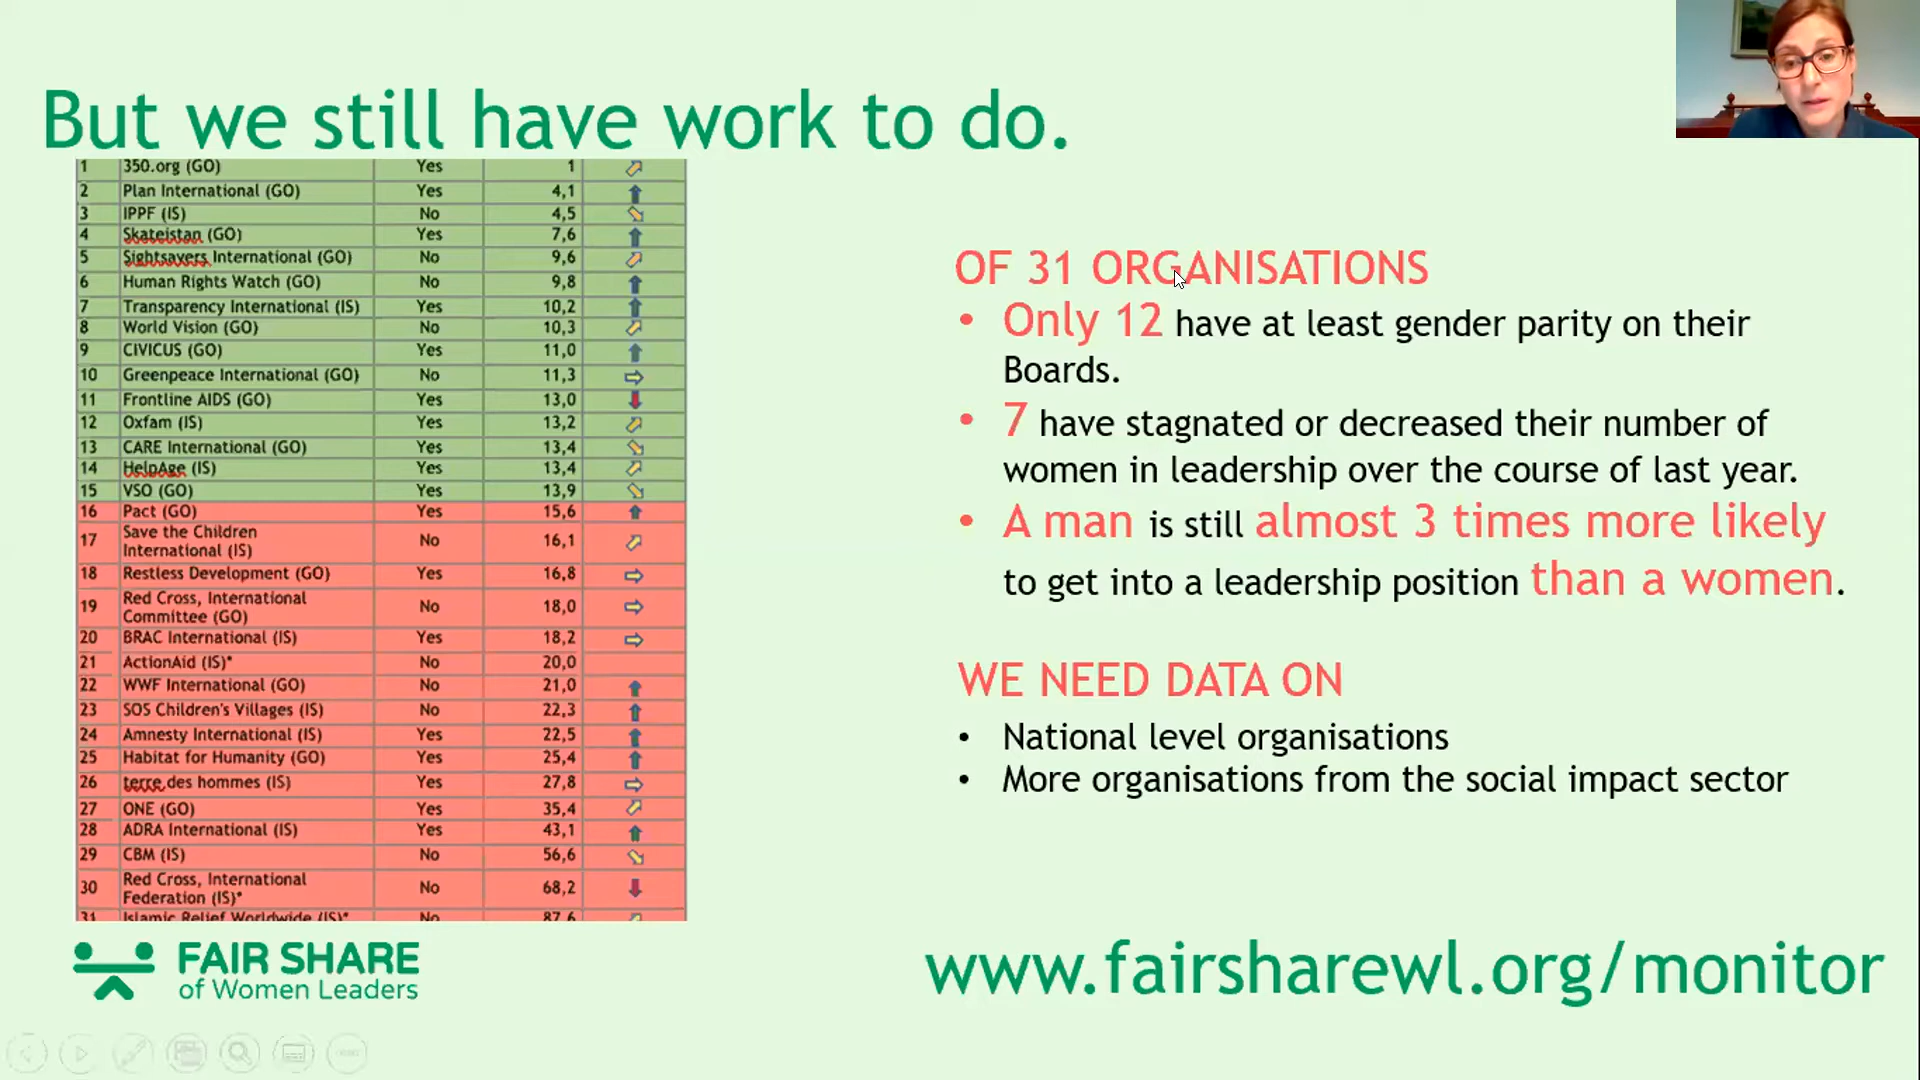 But we still have work to do.
1 350.org (GO) Yes 1
2 Plan International (GO) Yes 4,1
3 IPPF (IS) No 4,5
4 Skateistan (GO) Yes 7,6
5 Sightsavers International (GO) No 9,6
6 Human Rights Watch (GO) No 9,8
7 Transparency International (IS) Yes 10,2
8 World Vision (GO) No 10,3
9 CIVICUS (GO) Yes 11,0
10 Greenpeace International (GO) No 11,3
11 Frontline AIDS (GO) Yes 13,0
12 Oxfam (IS) Yes 13,2
13 CARE International (GO) Yes 13,4
14 HelpAge (IS) Yes 13,4
15 VSO (GO) Yes 13,9
16 Pact (GO) Yes 15,6
17 Save the Children
International (IS) No 16,1
18 Restless Development (GO) Yes 16,8
19 Red Cross, International
Committee (GO) No 18,0
20 BRAC International (IS) Yes 18,2
21 ActionAid (IS)* No 20,0
22 WWF International (GO) No 21,0
23 SOS Children's Villages (IS) No 22,3
24 Amnesty International (IS) Yes 22,5
25 Habitat for Humanity (GO) Yes 25,4
26 terre des hommes (IS) Yes 27,8
27 ONE (GO) Yes 35,4
28 ADRA International (IS) Yes 43,1
29 CBM (IS) No 56,6
30 Red Cross, International
Federation (IS)* No 68,2
31 Islamic Relief Worldwide (IS)* No 87,6
OF 31 ORGANISATIONS
• Only 12 have at least gender parity on their
Boards.
• 7 have stagnated or decreased their number of
women in leadership over the course of last year.
• A man is still almost 3 times more likely
to get into a leadership position than a women.
WE NEED DATA ON
• National level organisations
• More organisations from the social impact sector
FAIR SHARE
of Women Leaders
www.fairsharewl.org/monitor